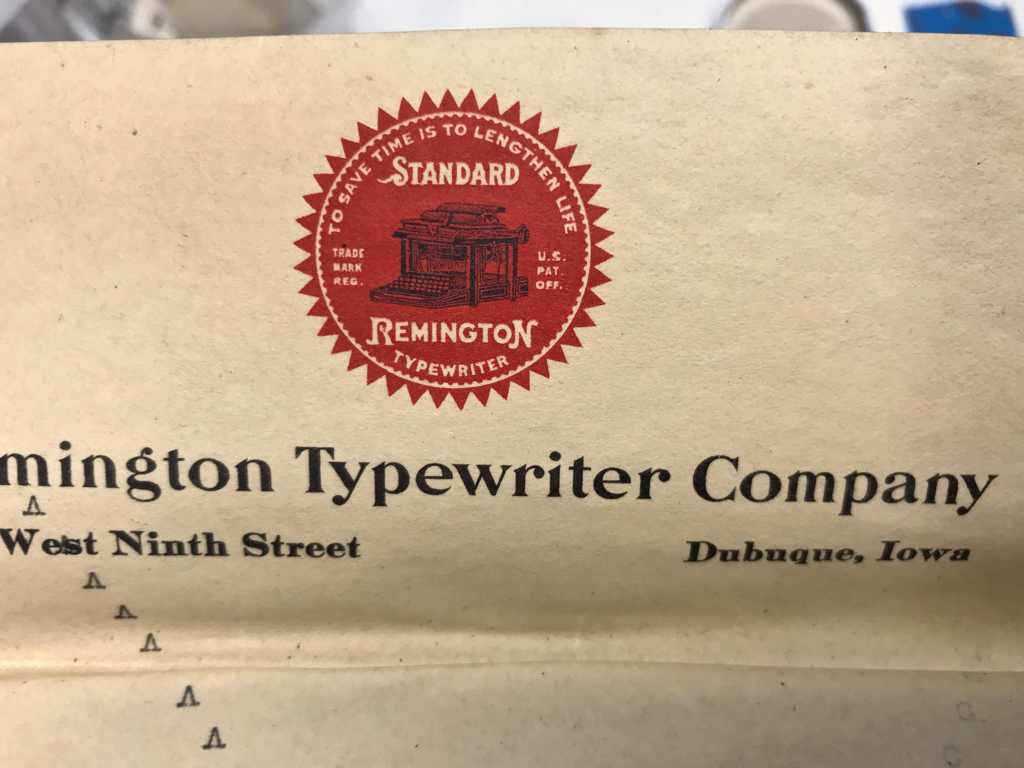 TO SAVE TIME IS TO LENGTHEN LIFE
STANDARD
TRADE
MARK
REG.
U.S.
PAT.
OFF.
REMINGTON
TYPEWRITER
mington Typewriter Company
Λ
West Ninth Street Dubuque, Iowa
Λ
Λ
Λ
Λ
Λ
G.